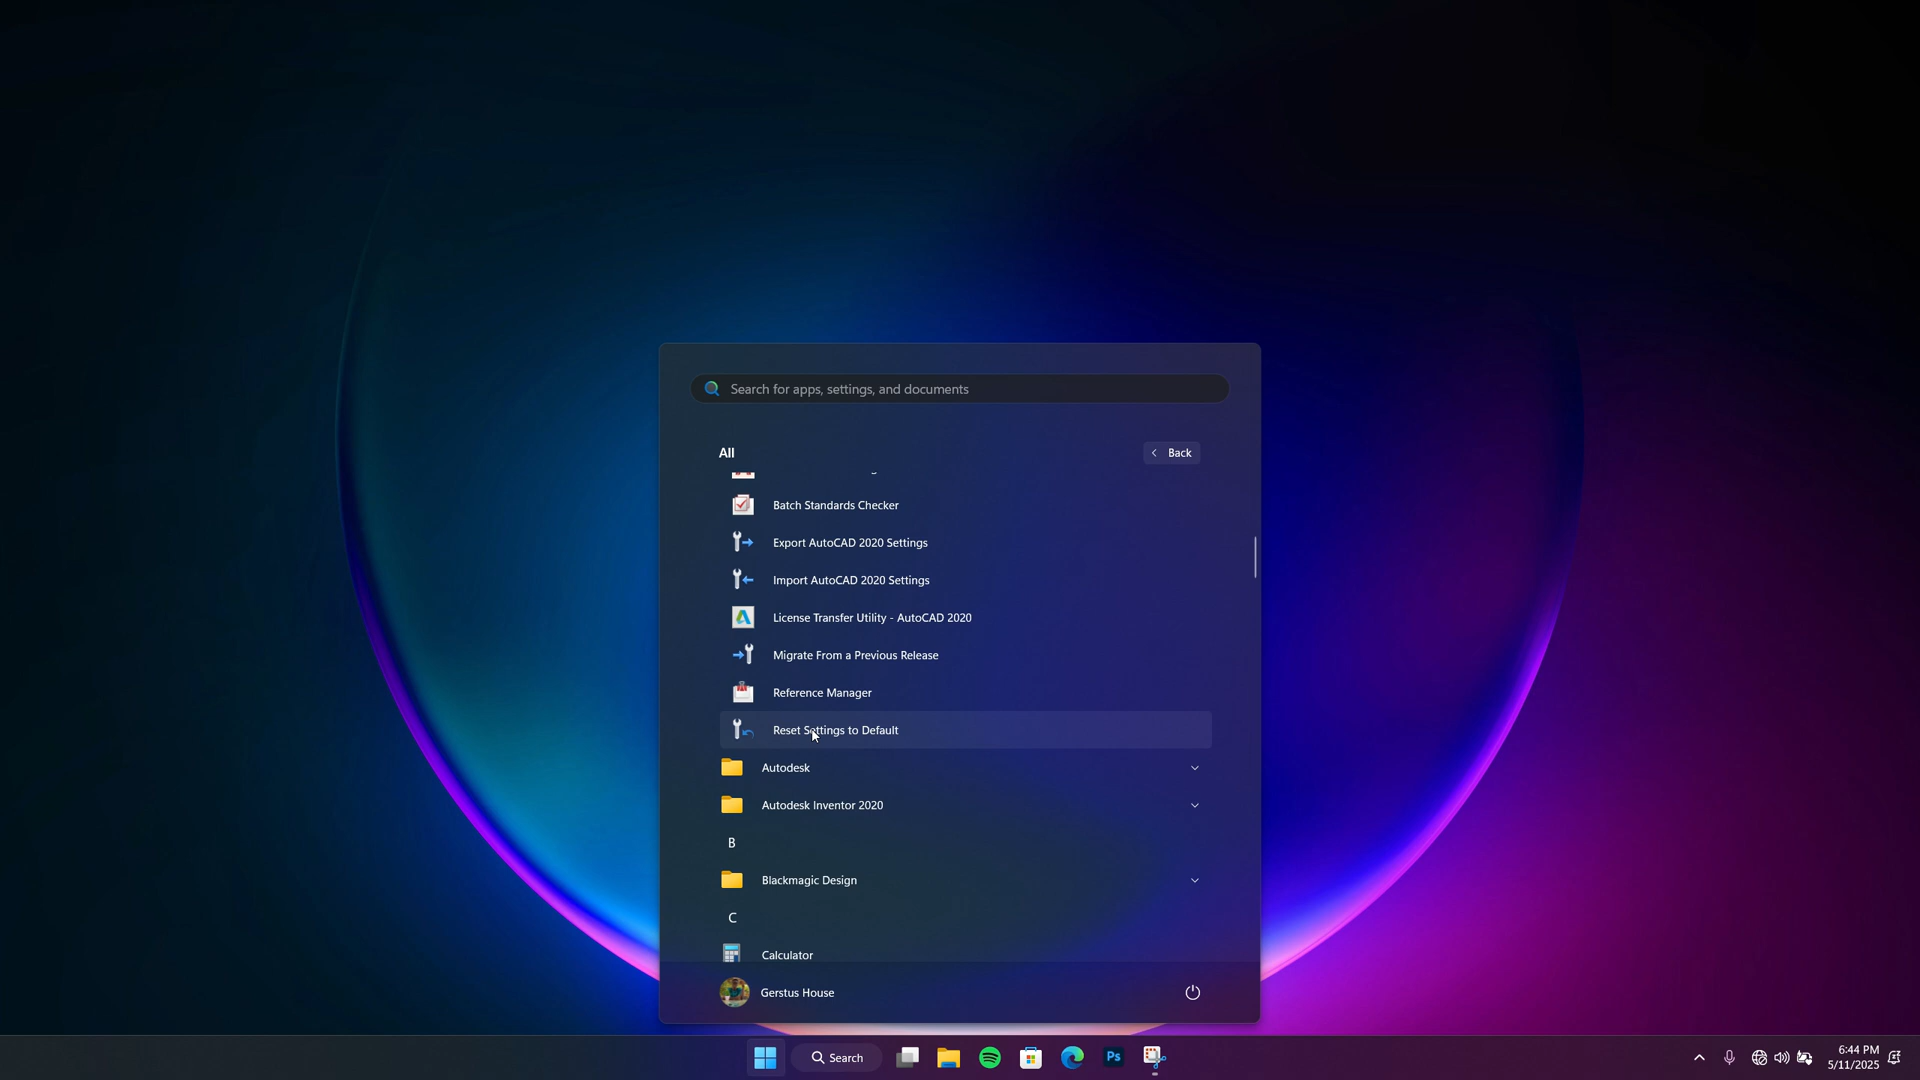 Search for apps, settings, and documents
All
Back
Batch Standards Checker
Export AutoCAD 2020 Settings
Import AutoCAD 2020 Settings
License Transfer Utility - AutoCAD 2020
Migrate From a Previous Release
Reference Manager
Reset Settings to Default
Autodesk
Autodesk Inventor 2020
B
Blackmagic Design
C
Calculator
Gerstus House
Search
Ps
6:44 PM
5/11/2025